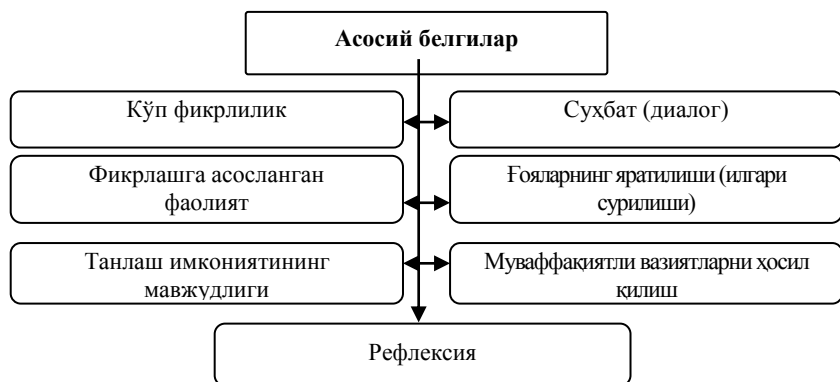 Асосий белгилар
Кўп фикрлилик
Суҳбат (диалог)
Фикрлашга асосланган
фаолият
Ғояларнинг яратилиши (илгари
сурилиши)
Танлаш имкониятининг
мавжудлиги
Муваффақиятли вазиятларни ҳосил
қилиш
Рефлексия